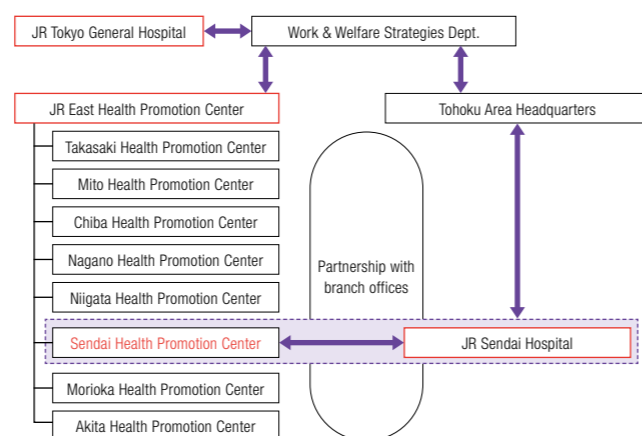 JR Tokyo General Hospital
Work & Welfare Strategies Dept.
JR East Health Promotion Center
Tohoku Area Headquarters
Takasaki Health Promotion Center
Mito Health Promotion Center
Chiba Health Promotion Center
Nagano Health Promotion Center
Niigata Health Promotion Center
Partnership with
branch offices
Sendai Health Promotion Center
JR Sendai Hospital
Morioka Health Promotion Center
Akita Health Promotion Center